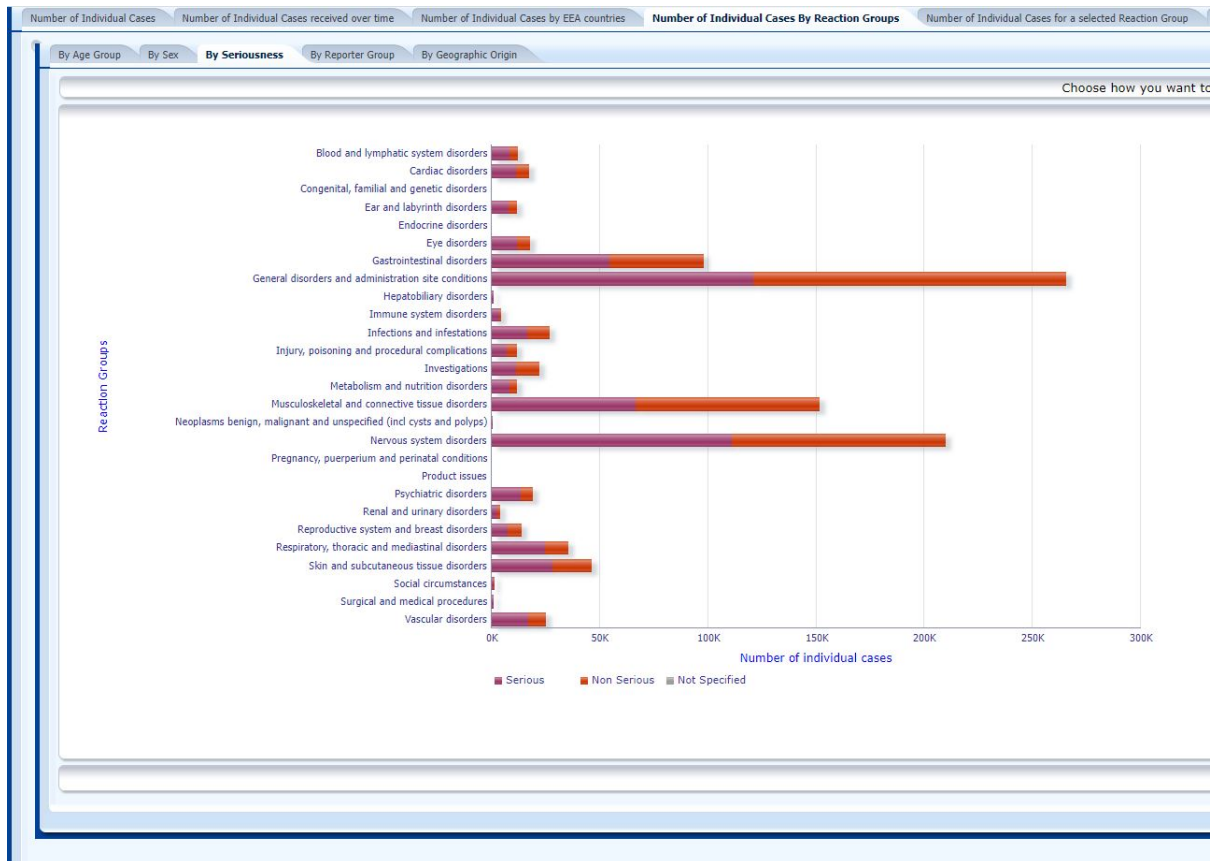 Number of Individual Cases
Number of Individual Cases received over time
Number of Individual Cases by EEA countries
Number of Individual Cases By Reaction Groups
Number of Individual Cases for a selected Reaction Group
By Age Group
By Sex
By Seriousness
By Reporter Group
By Geographic Origin
Choose how you want to
Reaction Groups
Blood and lymphatic system disorders
Cardiac disorders
Congenital, familial and genetic disorders
Ear and labyrinth disorders
Endocrine disorders
Eye disorders
Gastrointestinal disorders
General disorders and administration site conditions
Hepatobiliary disorders
Immune system disorders
Infections and infestations
Injury, poisoning and procedural complications
Investigations
Metabolism and nutrition disorders
Musculoskeletal and connective tissue disorders
Neoplasms benign, malignant and unspecified (incl cysts and polyps)
Nervous system disorders
Pregnancy, puerperium and perinatal conditions
Product issues
Psychiatric disorders
Renal and urinary disorders
Reproductive system and breast disorders
Respiratory, thoracic and mediastinal disorders
Skin and subcutaneous tissue disorders
Social circumstances
Surgical and medical procedures
Vascular disorders
0K 50K 100K 150K 200K 250K 300K
Number of individual cases
Serious Non Serious Not Specified